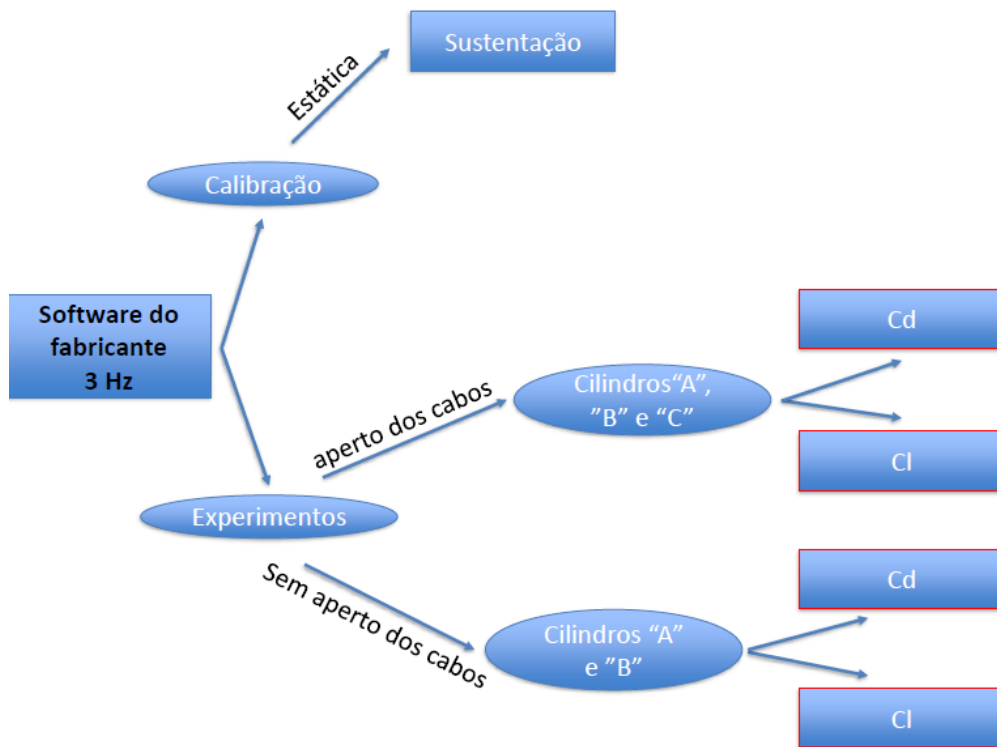 Sustentação
Estática
Calibração
Software do
fabricante
3 Hz
aperto dos cabos
Cilindros“A”,
”B” e “C”
Cd
Cl
Experimentos
Sem aperto dos cabos
Cilindros “A”
e ”B”
Cd
Cl